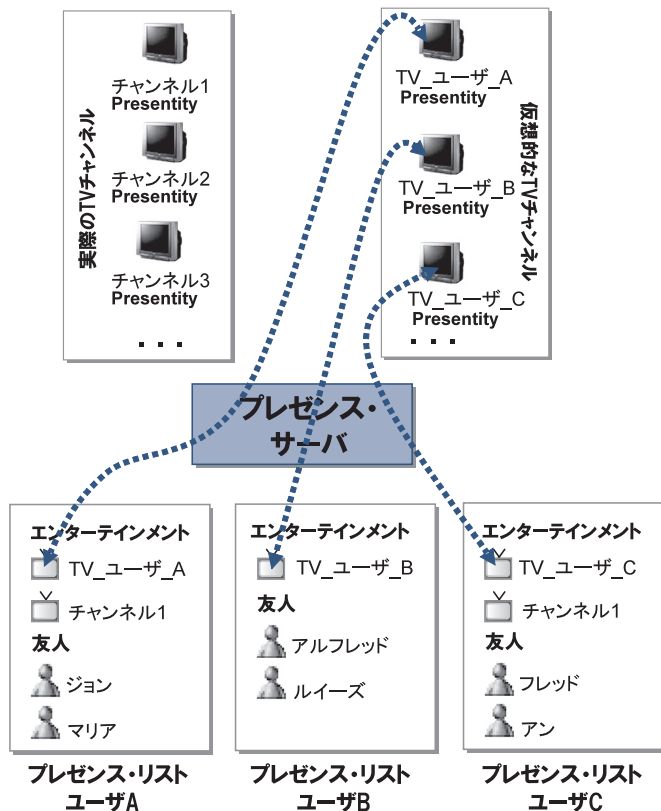 実際のTVチャンネル
チャンネル1
Presentity
チャンネル2
Presentity
チャンネル3
Presentity
・・・
仮想的なTVチャンネル
TV_ユーザ_A
Presentity
TV_ユーザ_B
Presentity
TV_ユーザ_C
Presentity
・・・
プレゼンス・
サーバ
エンターテインメント
TV_ユーザ_A
チャンネル1
友人
ジョン
マリア
プレゼンス・リスト
ユーザA
エンターテインメント
TV_ユーザ_B
友人
アルフレッド
ルイーズ
プレゼンス・リスト
ユーザB
エンターテインメント
TV_ユーザ_C
チャンネル1
友人
フレッド
アン
プレゼンス・リスト
ユーザC